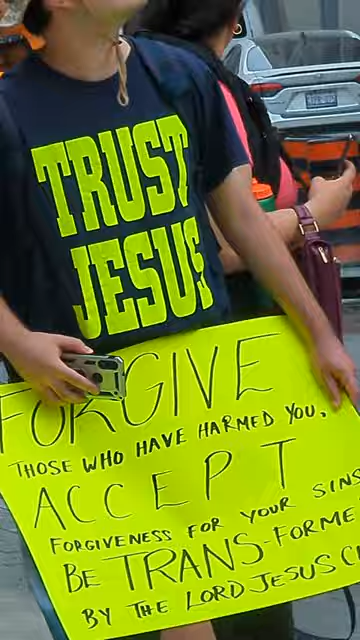 TRUST
JESUS
FORGIVE
THOSE WHO HAVE HARMED YOU.
ACCEPT
FORGIVENESS FOR YOUR SINS
BE TRANS-FORME
BY THE LORD JESUS C